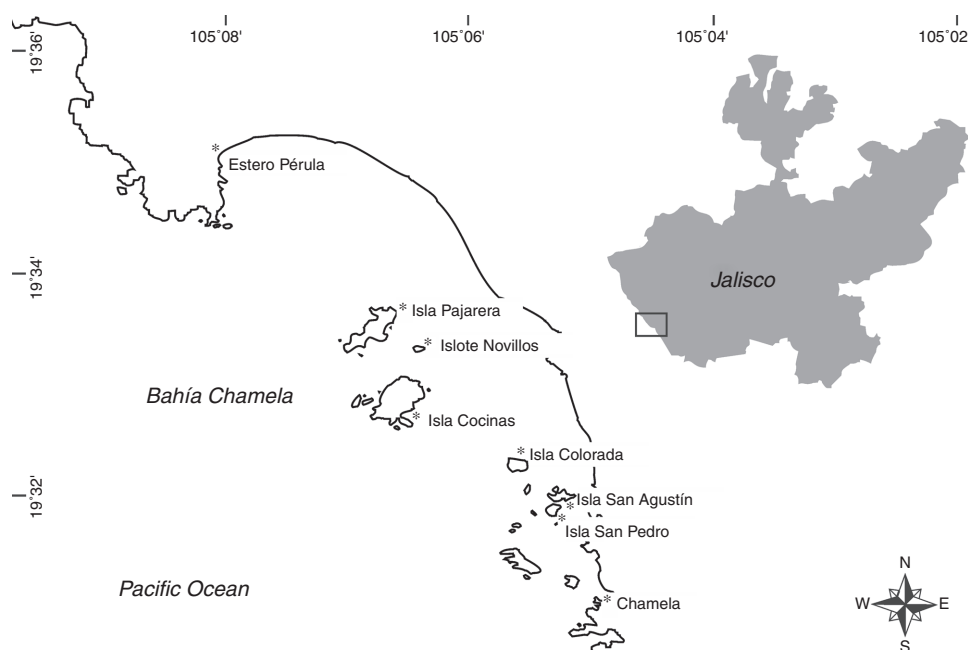 105°08'
105°06'
105°04'
105°02'
19°36'
Estero Pérula
19°34'
Jalisco
Isla Pajarera
Islote Novillos
Bahía Chamela
Isla Cocinas
Isla Colorada
19°32'
Isla San Agustín
Isla San Pedro
Pacific Ocean
Chamela
N
W
E
S